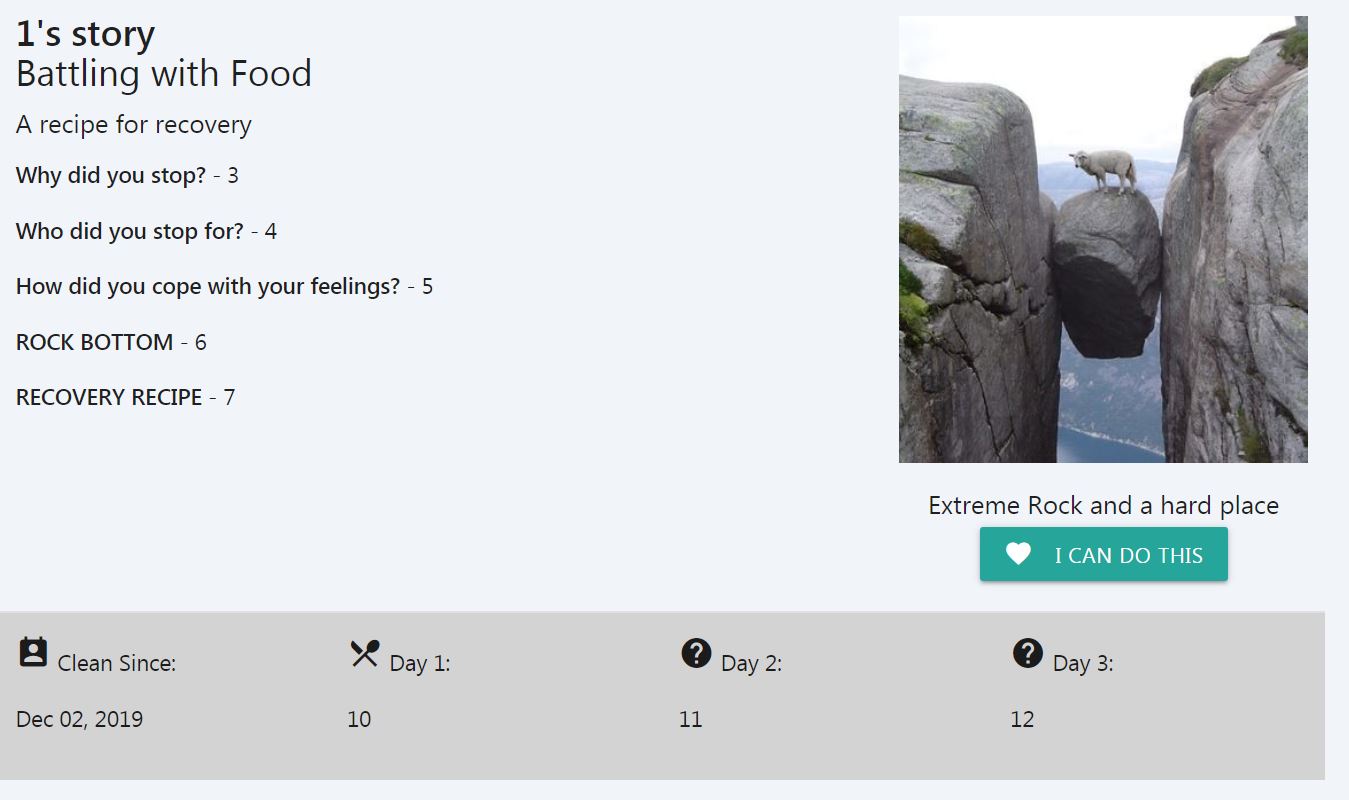 1's story
Battling with Food
A recipe for recovery
Why did you stop? - 3
Who did you stop for? - 4
How did you cope with your feelings? - 5
ROCK BOTTOM - 6
RECOVERY RECIPE - 7
Extreme Rock and a hard place
I CAN DO THIS
Clean Since:
Dec 02, 2019
Day 1:
10
Day 2:
11
Day 3:
12